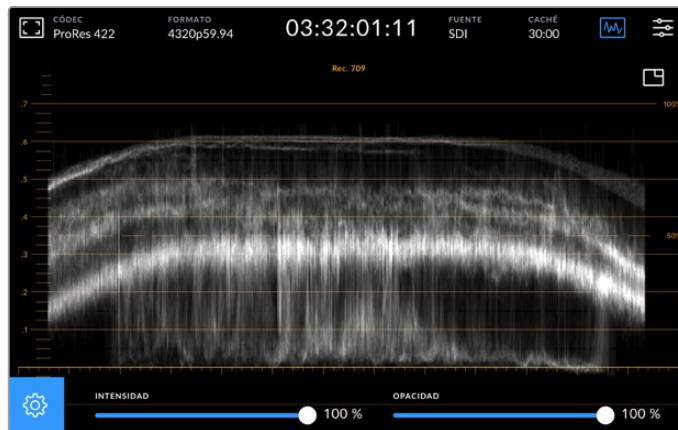 CÓDEC
ProRes 422
FORMATO
4320p59.94
03:32:01:11
FUENTE
SDI
CACHÉ
30:00
Rec. 709
.7
100%
.6
.5
.4
50%
.3
.2
.1
INTENSIDAD
100 %
OPACIDAD
100 %